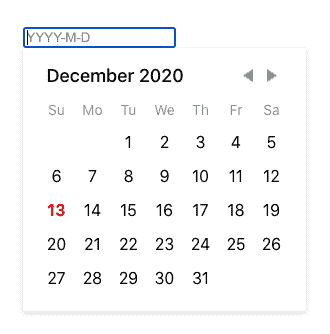 YYYY-M-D
December 2020
Su Mo Tu We Th Fr Sa
1 2 3 4 5
6 7 8 9 10 11 12
13 14 15 16 17 18 19
20 21 22 23 24 25 26
27 28 29 30 31